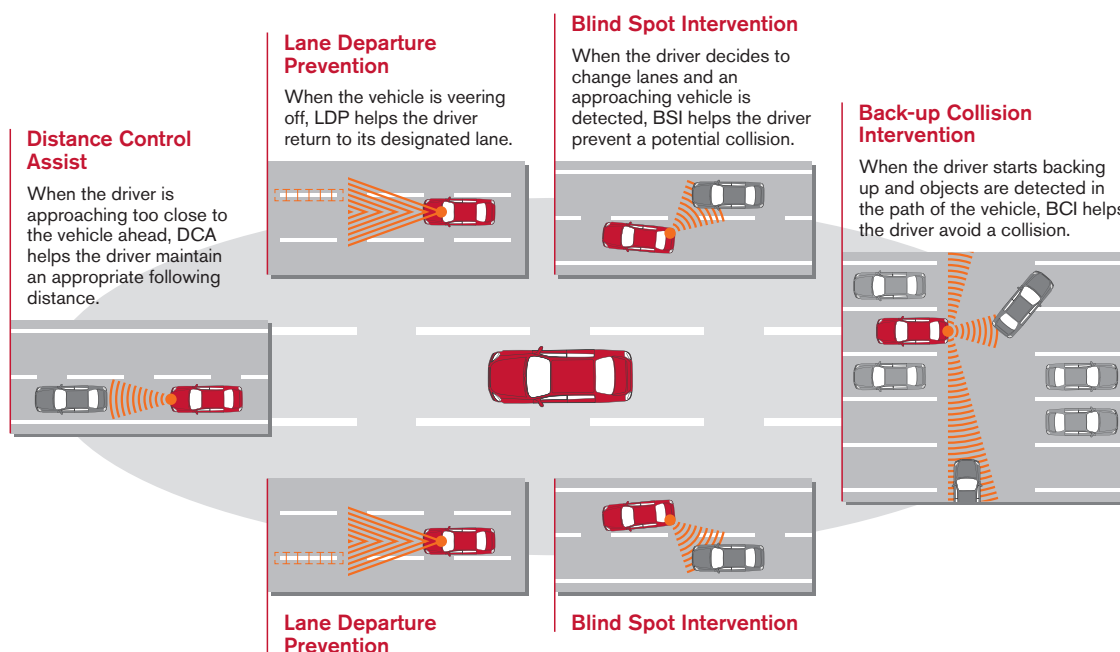 Distance Control
Assist
When the driver is
approaching too close to
the vehicle ahead, DCA
helps the driver maintain
an appropriate following
distance.
Lane Departure
Prevention
When the vehicle is veering
off, LDP helps the driver
return to its designated lane.
Blind Spot Intervention
When the driver decides to
change lanes and an
approaching vehicle is
detected, BSI helps the driver
prevent a potential collision.
Back-up Collision
Intervention
When the driver starts backing
up and objects are detected in
the path of the vehicle, BCI helps
the driver avoid a collision.
Lane Departure
Prevention
Blind Spot Intervention